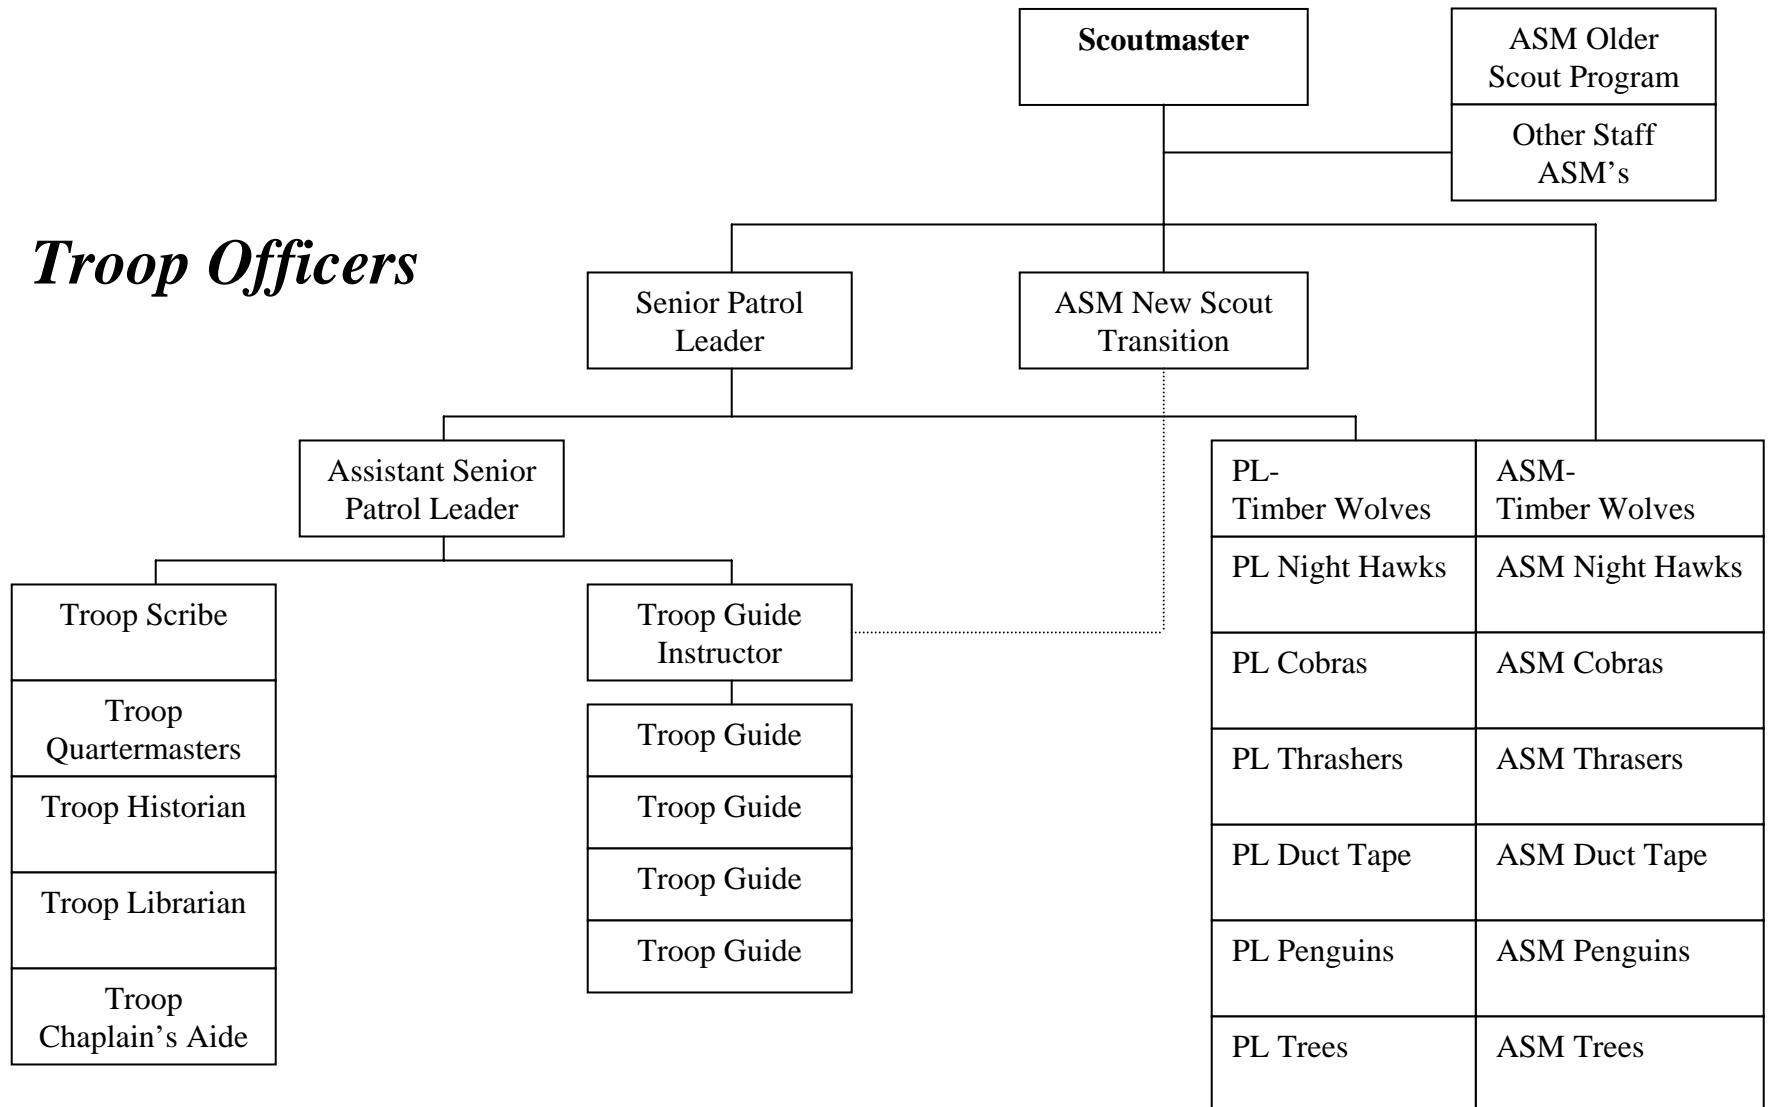 Scoutmaster
ASM Older
Scout Program
Other Staff
ASM’s
Troop Officers
Senior Patrol
Leader
ASM New Scout
Transition
Assistant Senior
Patrol Leader
Troop Scribe
Troop
Quartermasters
Troop Historian
Troop Librarian
Troop
Chaplain’s Aide
Troop Guide
Instructor
Troop Guide
Troop Guide
Troop Guide
Troop Guide
PL-
Timber Wolves
ASM-
Timber Wolves
PL Night Hawks
ASM Night Hawks
PL Cobras
ASM Cobras
PL Thrashers
ASM Thrasers
PL Duct Tape
ASM Duct Tape
PL Penguins
ASM Penguins
PL Trees
ASM Trees